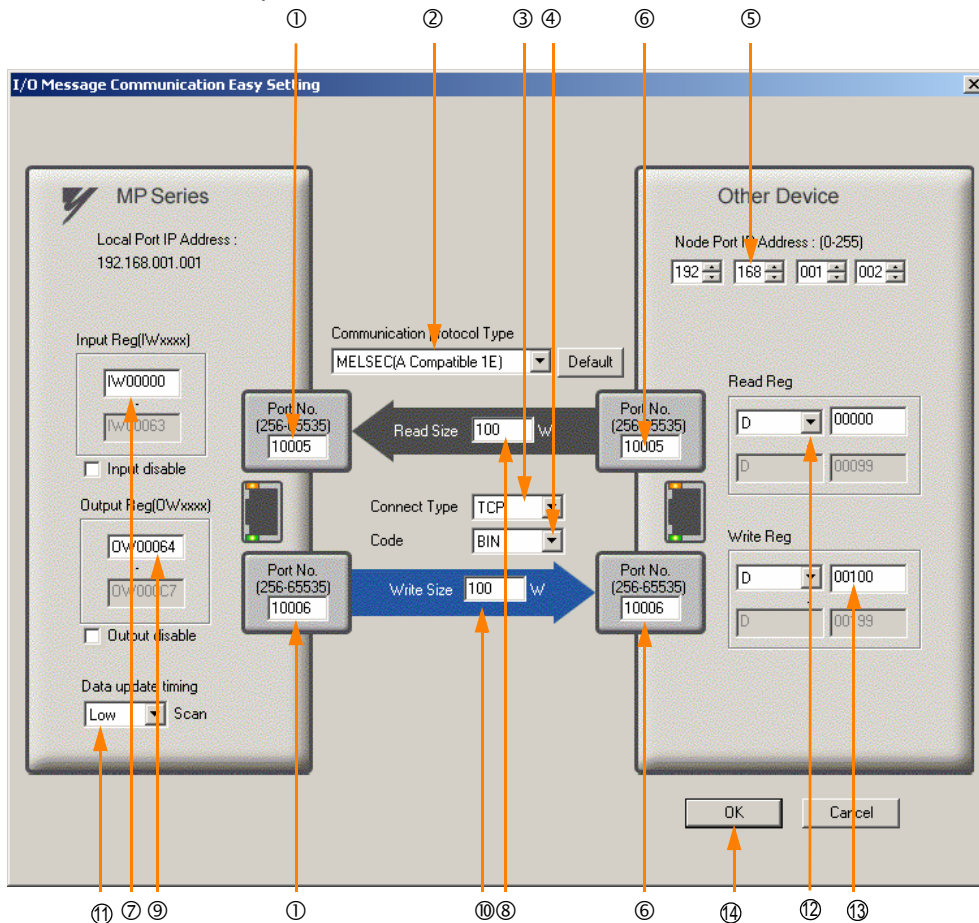 ① ② ③ ④ ⑥ ⑤
I/O Message Communication Easy Setting
MP Series
Local Port IP Address :
192.168.001.001
Input Reg(IWxxxx)
IW00000
-
IW00063
Input disable
Output Reg(OWxxxx)
OW00064
-
OW000C7
Output disable
Data update timing
Low Scan
Communication protocol Type
MELSEC(A Compatible 1E) Default
Port No.
(256-65535)
10005
Read Size 100 W
Port No.
(256-65535)
10005
Connect Type TCP
Code BIN
Port No.
(256-65535)
10006
Write Size 100 W
Port No.
(256-65535)
10006
Other Device
Node Port IP Address : (0-255)
192 168 001 002
Read Reg
D 00000
D 00099
Write Reg
D 00100
D 00199
OK Cancel
⑪ ⑦ ⑨ ① ⑩ ⑧ ⑥ ⑭ ⑫ ⑬